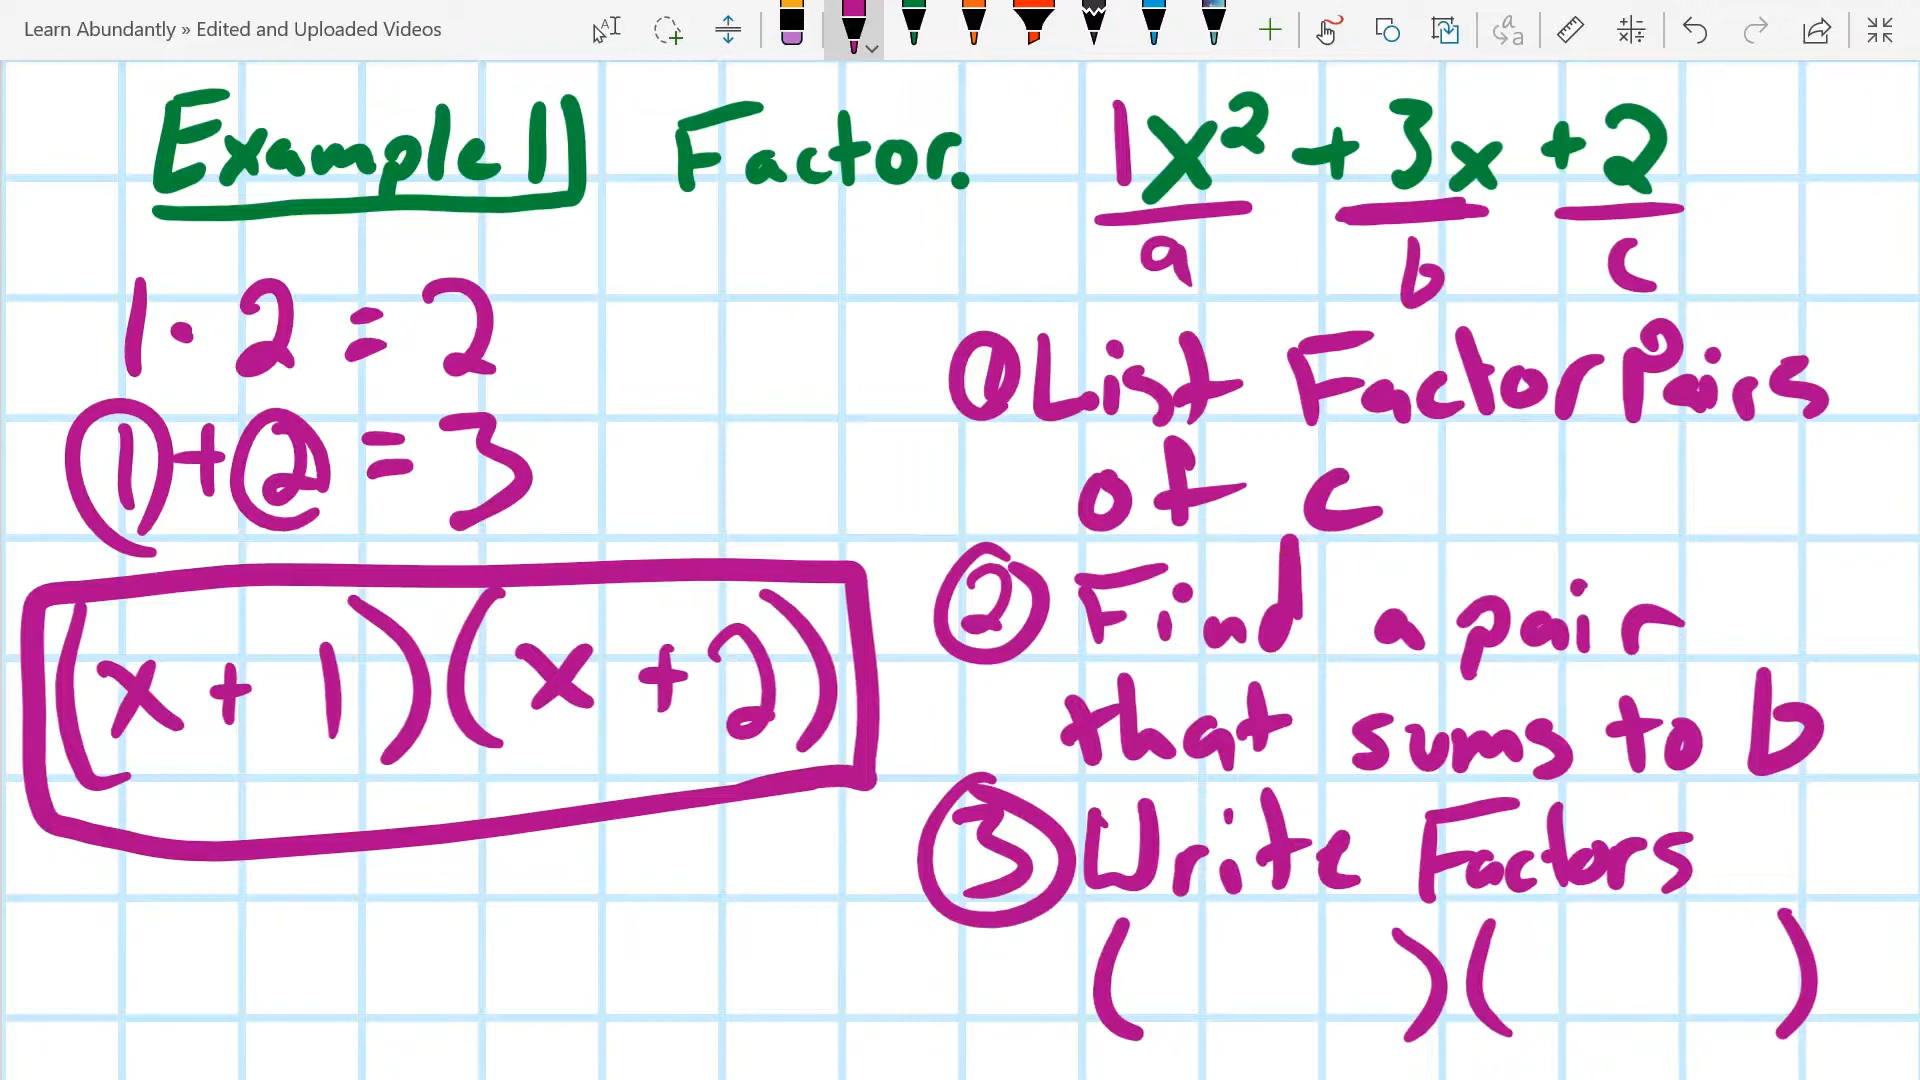 Learn Abundantly » Edited and Uploaded Videos
Example 1) Factor. 1x² + 3x + 2
a b c
1 · 2 = 2
1 + 2 = 3
(x + 1)(x + 2)
① List Factor Pairs
of c
② Find a pair
that sums to b
③ Write Factors
( )( )